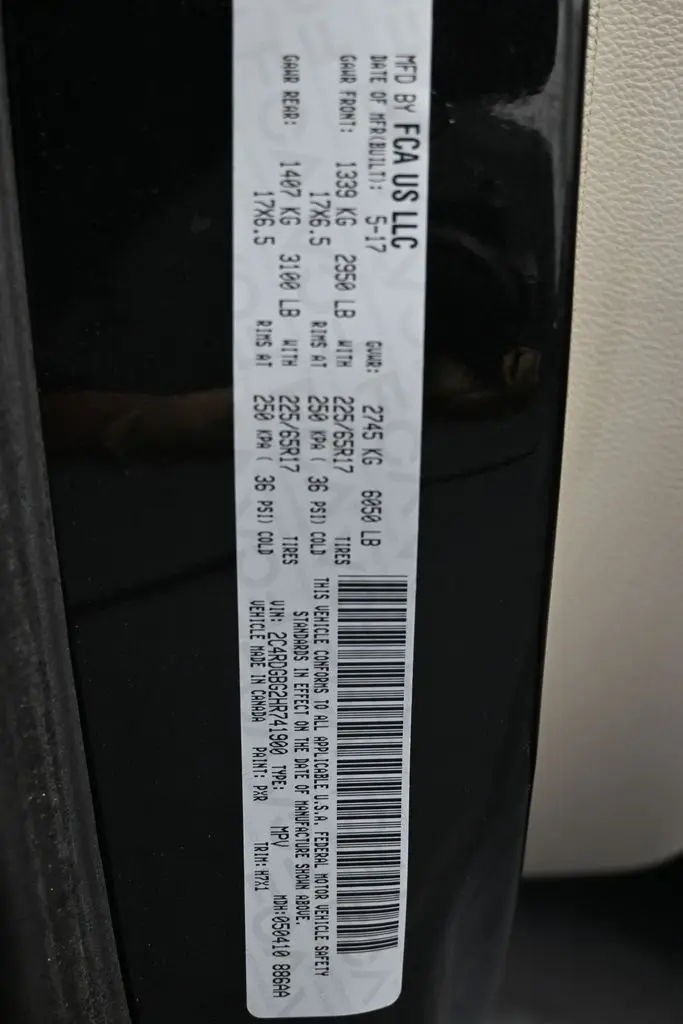 MFD BY FCA US LLC
DATE OF MFR(BUILT): 5-17 GVWR: 2745 KG 6050 LB
GAWR FRONT: 1339 KG 2950 LB WITH 225/65R17 TIRES
17X6.5 RIMS AT 250 KPA ( 36 PSI) COLD
GAWR REAR: 1407 KG 3100 LB WITH 225/65R17 TIRES
17X6.5 RIMS AT 250 KPA ( 36 PSI) COLD
THIS VEHICLE CONFORMS TO ALL APPLICABLE U.S.A. FEDERAL MOTOR VEHICLE SAFETY
STANDARDS IN EFFECT ON THE DATE OF MANUFACTURE SHOWN ABOVE.
VIN: 2C4RDGBG2HR741900 TYPE: MPV MDH:050410 886AA
VEHICLE MADE IN CANADA PAINT: PXR TRIM: H7X1